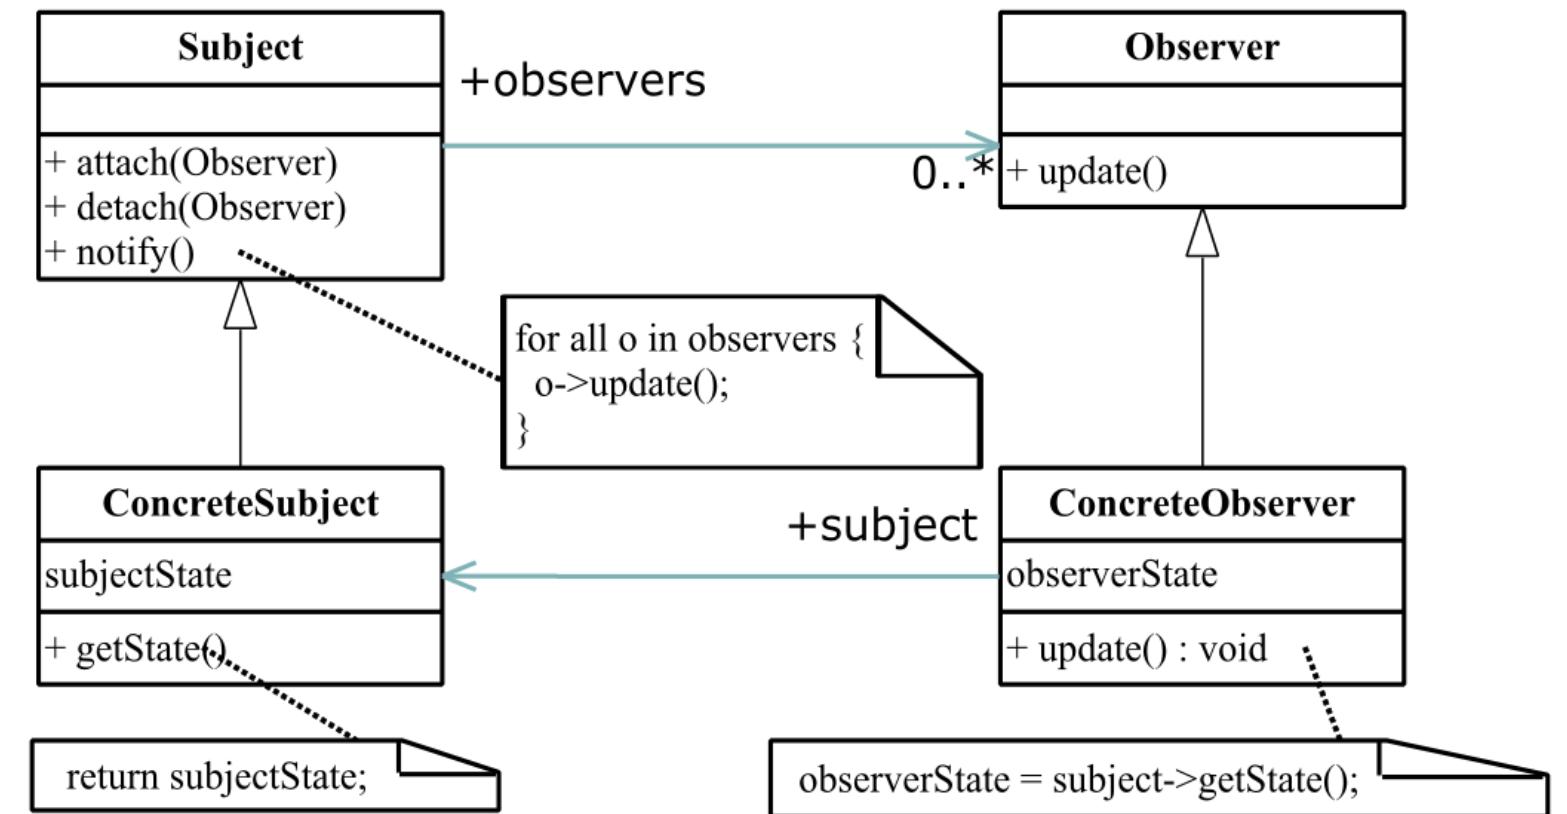 Subject
+ attach(Observer)
+ detach(Observer)
+ notify()
+observers
0..*
Observer
+ update()
for all o in observers {
o->update();
}
ConcreteSubject
subjectState
+ getState()
return subjectState;
+subject
ConcreteObserver
observerState
+ update() : void
observerState = subject->getState();